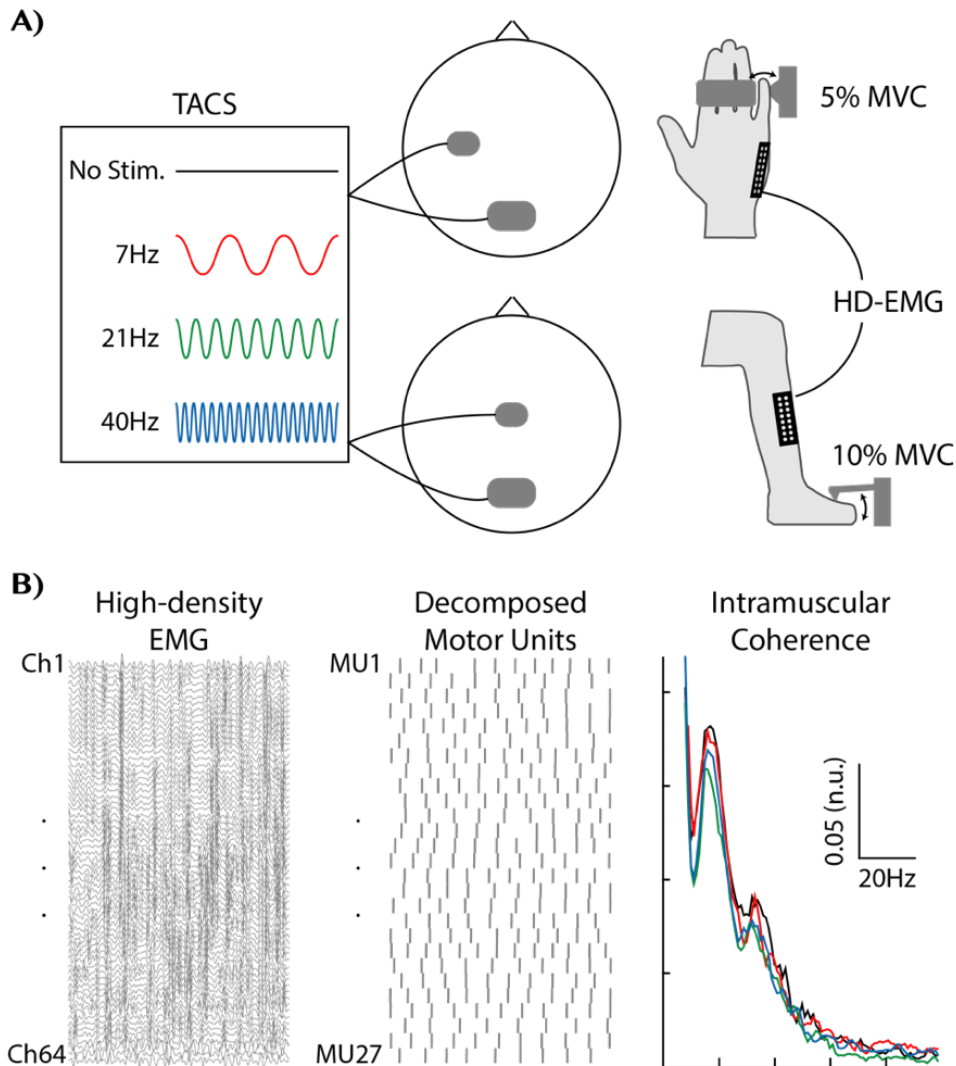 A)
TACS
No Stim.
7Hz
21Hz
40Hz
5% MVC
HD-EMG
10% MVC
B)
High-density
EMG
Ch1
Ch64
Decomposed
Motor Units
MU1
MU27
Intramuscular
Coherence
0.05 (n.u.)
20Hz